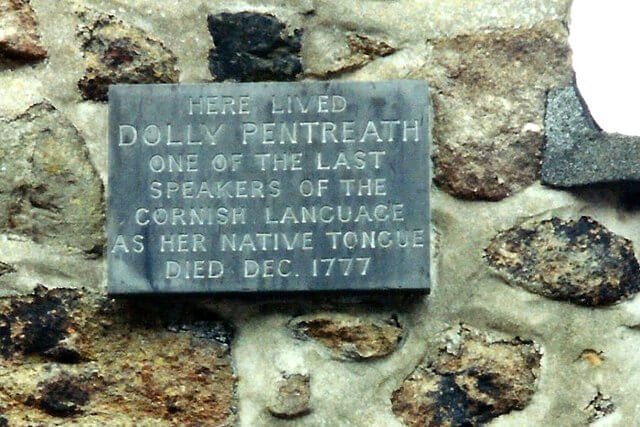 HERE LIVED
DOLLY PENTREATH
ONE OF THE LAST
SPEAKERS OF THE
CORNISH LANGUAGE
AS HER NATIVE TONGUE
DIED DEC. 1777